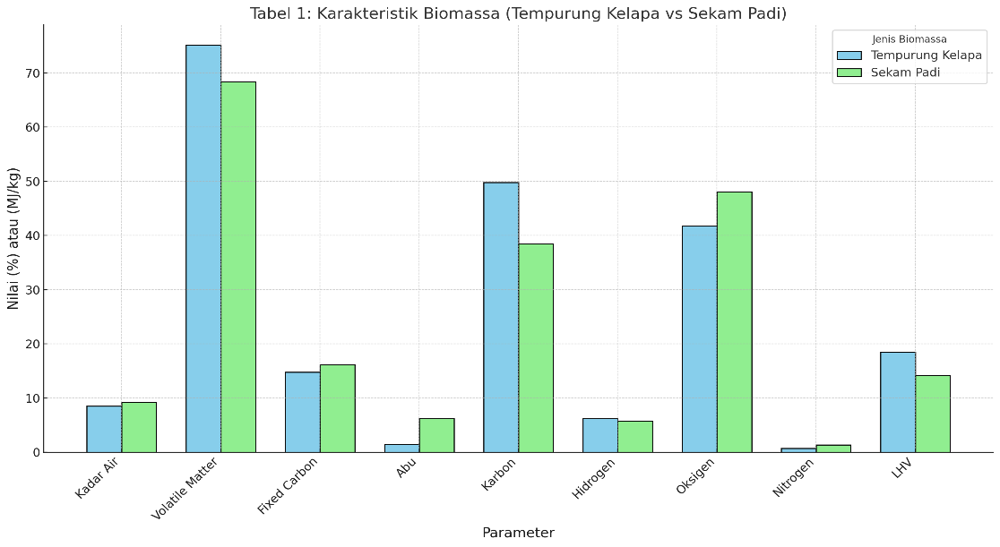 Tabel 1: Karakteristik Biomassa (Tempurung Kelapa vs Sekam Padi)
Jenis Biomassa
Tempurung Kelapa
Sekam Padi
Nilai (%) atau (MJ/kg)
70
60
50
40
30
20
10
0
Kadar Air
Volatile Matter
Fixed Carbon
Abu
Karbon
Hidrogen
Oksigen
Nitrogen
LHV
Parameter